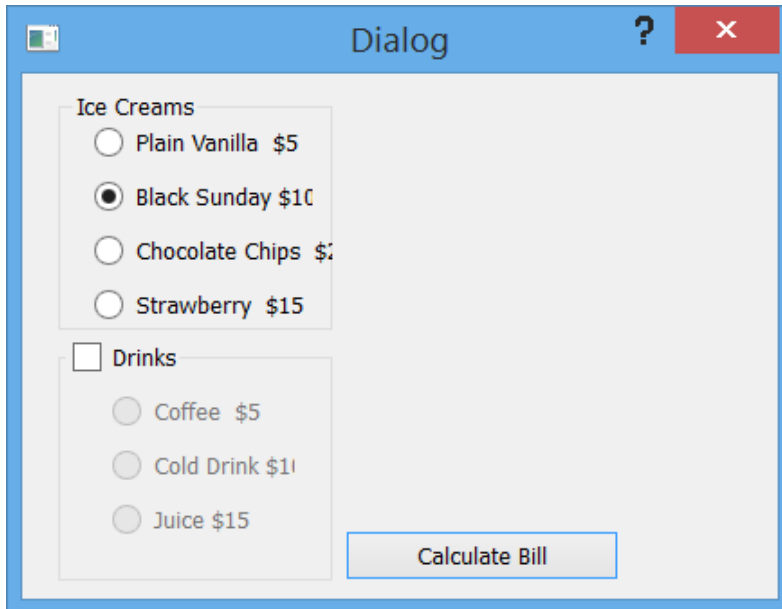 Dialog
Ice Creams
Plain Vanilla $5
Black Sunday $10
Chocolate Chips
Strawberry $15
Drinks
Coffee $5
Cold Drink
Juice $15
Calculate Bill